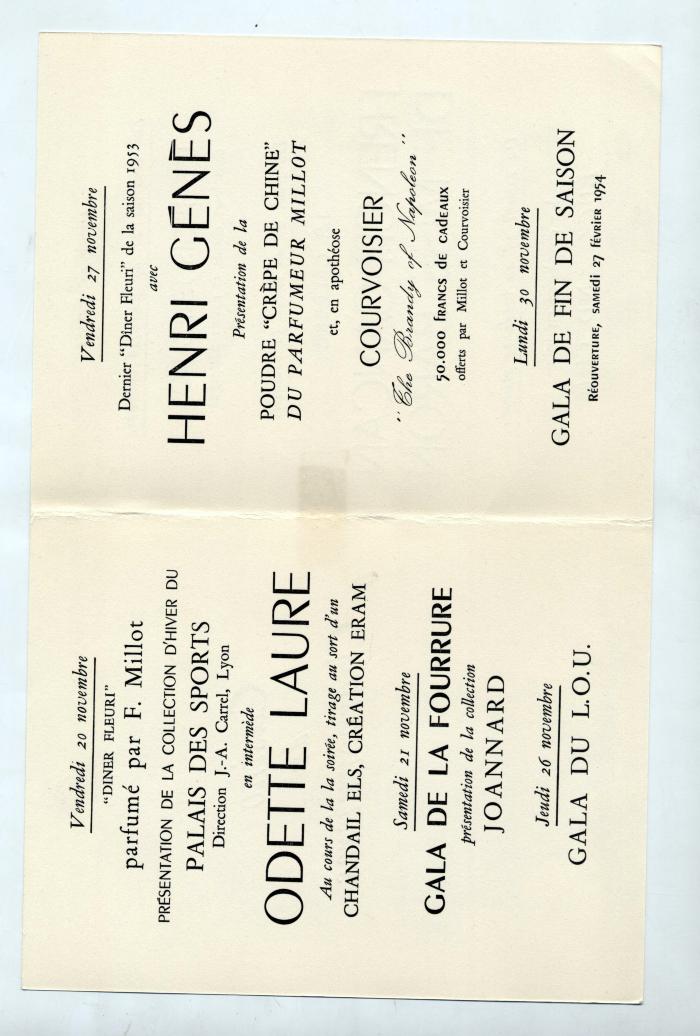 Vendredi 20 novembre
"DINER FLEURI"
parfumé par F. Millot
PRÉSENTATION DE LA COLLECTION D'HIVER DU
PALAIS DES SPORTS
Direction J.-A. Carrel, Lyon
en intermède
ODETTE LAURE
Au cours de la la soirée, tirage au sort d'un
CHANDAIL ELS, CRÉATION ERAM
Samedi 21 novembre
GALA DE LA FOURRURE
présentation de la collection
JOANNARD
Jeudi 26 novembre
GALA DU L.O.U.
Vendredi 27 novembre
Dernier "Diner Fleuri" de la saison 1953
avec
HENRI GÉNÈS
Présentation de la
POUDRE "CRÈPE DE CHINE"
DU PARFUMEUR MILLOT
et, en apothéose
COURVOISIER
"The Brandy of Napoléon"
50.000 FRANCS DE CADEAUX
offerts par Millot et Courvoisier
Lundi 30 novembre
GALA DE FIN DE SAISON
RÉOUVERTURE, SAMEDI 27 FÉVRIER 1954